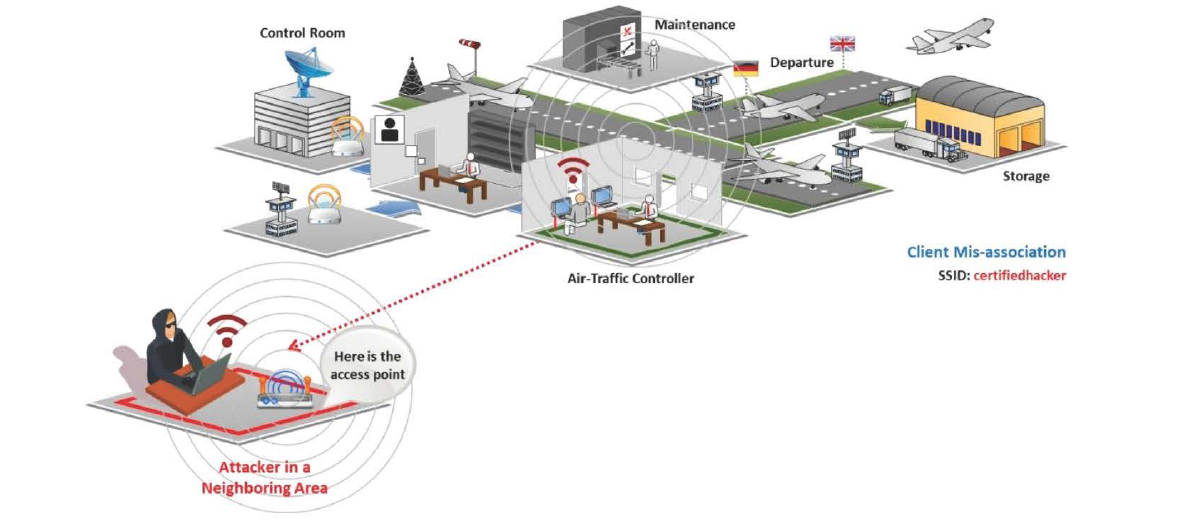 Control Room
Maintenance
Departure
Storage
Air-Traffic Controller
Client Mis-association
SSID: certifiedhacker
Here is the
access point
Attacker in a
Neighboring Area